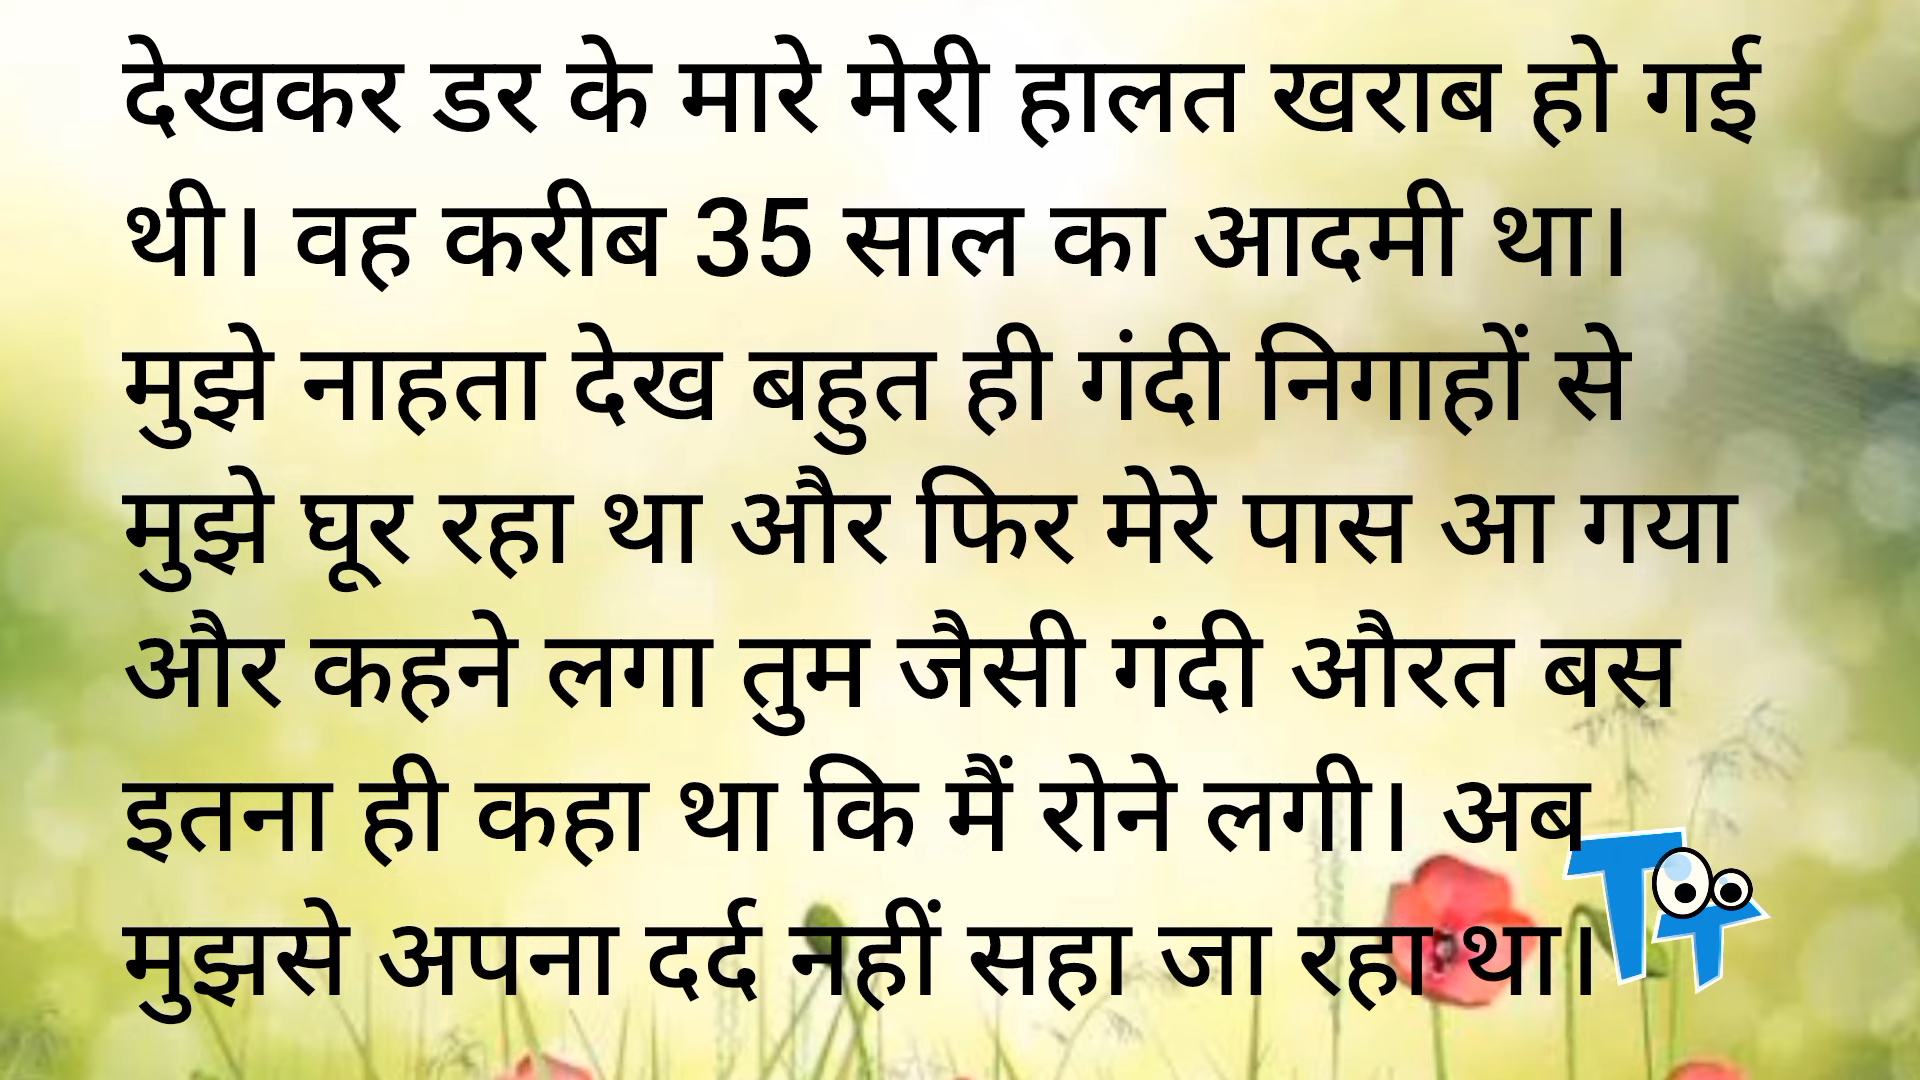 देखकर डर के मारे मेरी हालत खराब हो गई
थी। वह करीब 35 साल का आदमी था।
मुझे नाहता देख बहुत ही गंदी निगाहों से
मुझे घूर रहा था और फिर मेरे पास आ गया
और कहने लगा तुम जैसी गंदी औरत बस
इतना ही कहा था कि मैं रोने लगी। अब
मुझसे अपना दर्द नहीं सहा जा रहा था।
TT